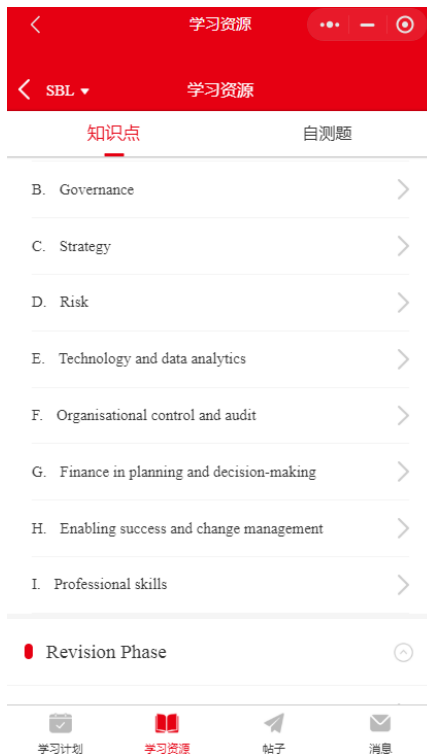 学习资源
SBL
学习资源
知识点
自测题
B. Governance
C. Strategy
D. Risk
E. Technology and data analytics
F. Organisational control and audit
G. Finance in planning and decision-making
H. Enabling success and change management
I. Professional skills
Revision Phase
学习计划
学习资源
帖子
消息